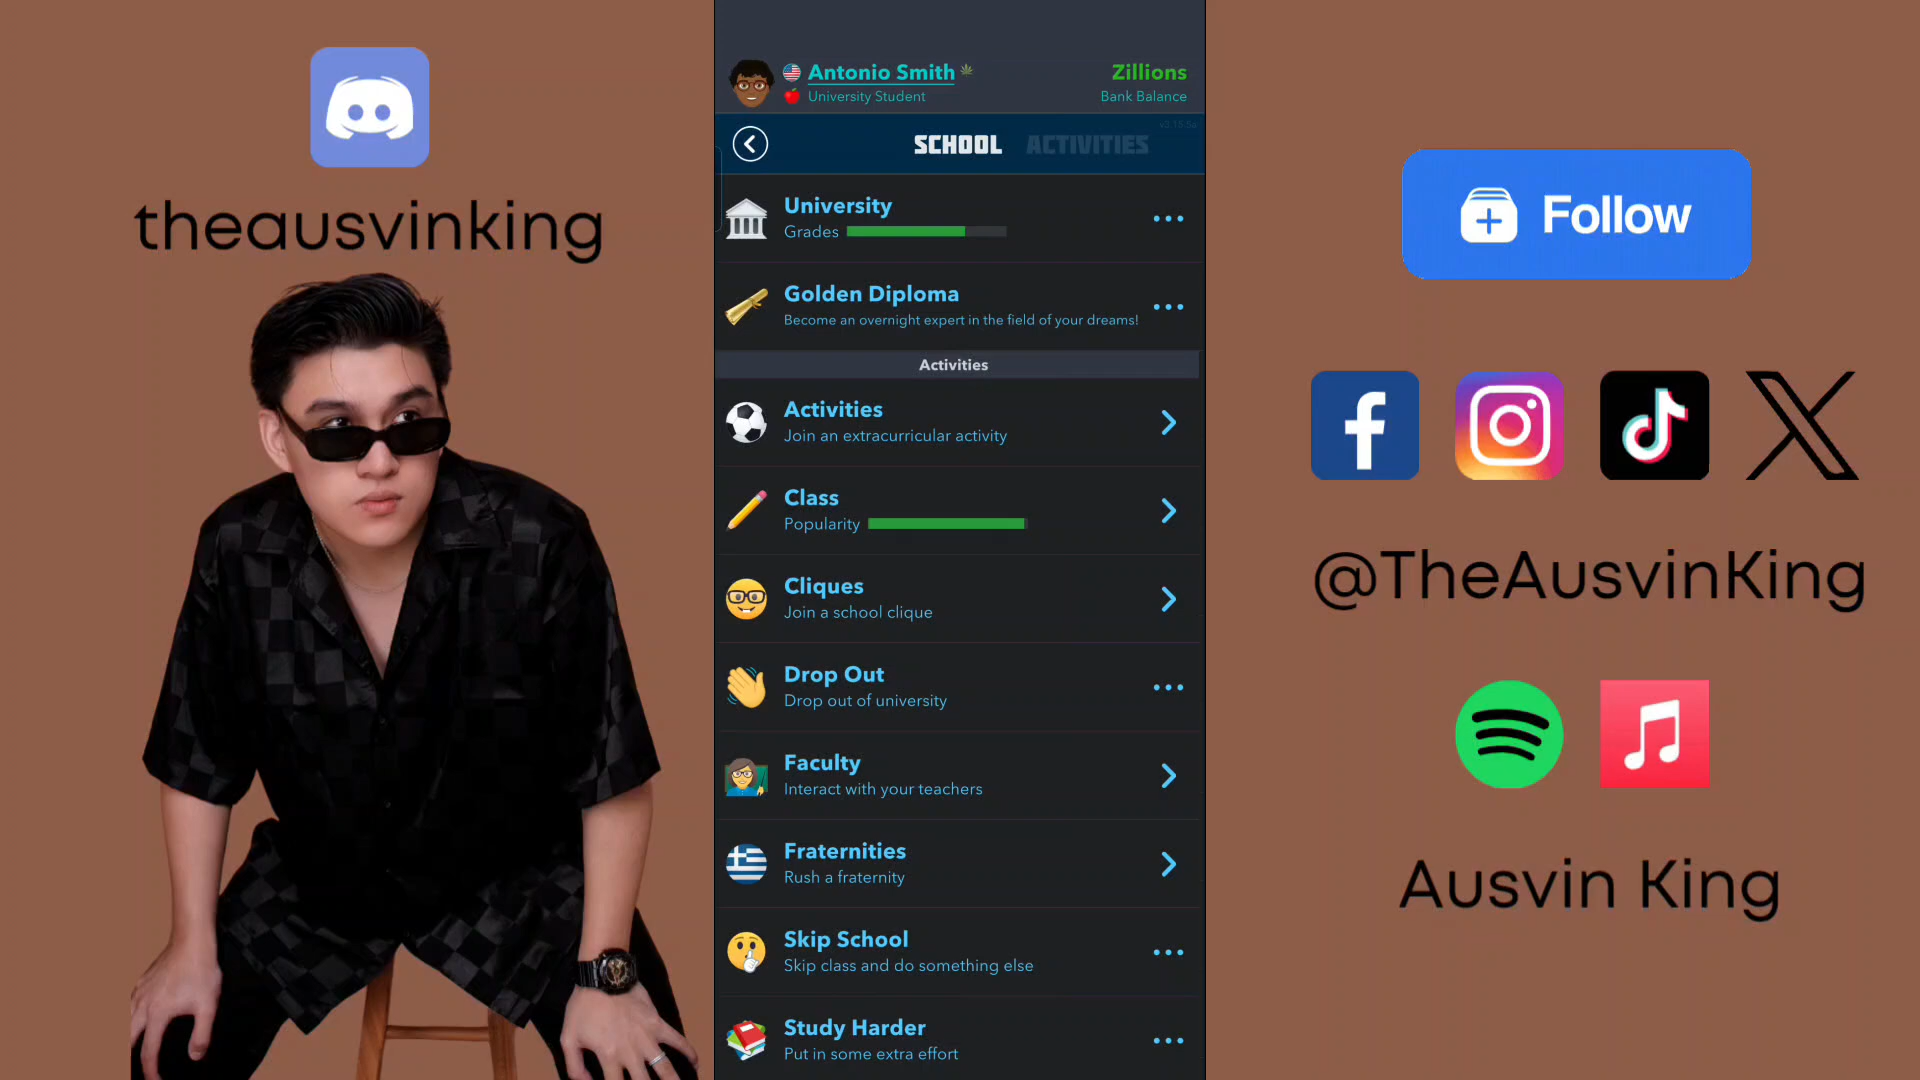 theausvinking
Antonio Smith
University Student
Zillions
Bank Balance
v3.15.5a
SCHOOL ACTIVITIES
University
Grades
Golden Diploma
Become an overnight expert in the field of your dreams!
Activities
Activities
Join an extracurricular activity
Class
Popularity
Cliques
Join a school clique
Drop Out
Drop out of university
Faculty
Interact with your teachers
Fraternities
Rush a fraternity
Skip School
Skip class and do something else
Study Harder
Put in some extra effort
Follow
@TheAusvinKing
Ausvin King